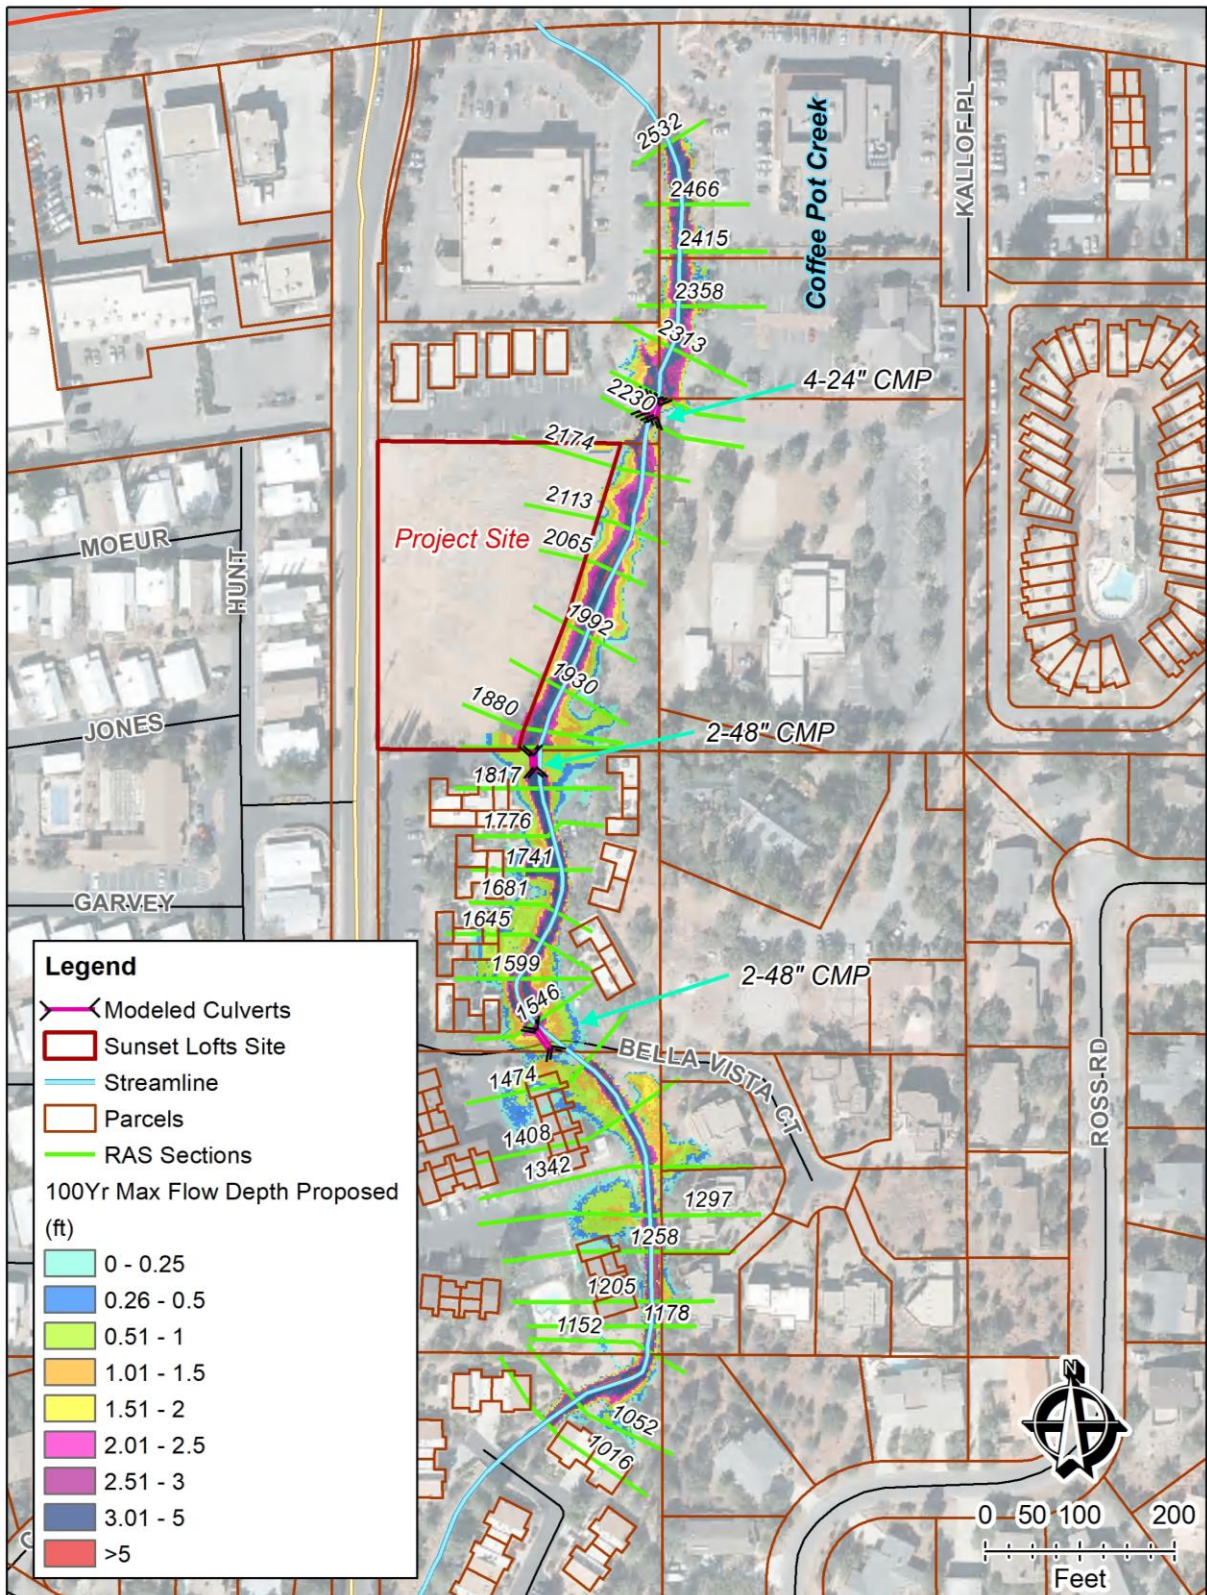 2532
Coffee Pot Creek
KALLOF PL
2466
2415
2358
2313
4-24" CMP
2230
2174
2113
Project Site
2065
MOEUR
HUNT
1992
1930
1880
JONES
2-48" CMP
1817
1776
1741
1681
GARVEY
1645
1599
2-48" CMP
1546
BELLA VISTA CT
ROSS RD
1474
1408
1342
1297
1258
1205
1178
1152
1052
1016
Legend
Modeled Culverts
Sunset Lofts Site
Streamline
Parcels
RAS Sections
100Yr Max Flow Depth Proposed
(ft)
0 - 0.25
0.26 - 0.5
0.51 - 1
1.01 - 1.5
1.51 - 2
2.01 - 2.5
2.51 - 3
3.01 - 5
>5
N
0 50 100 200
Feet